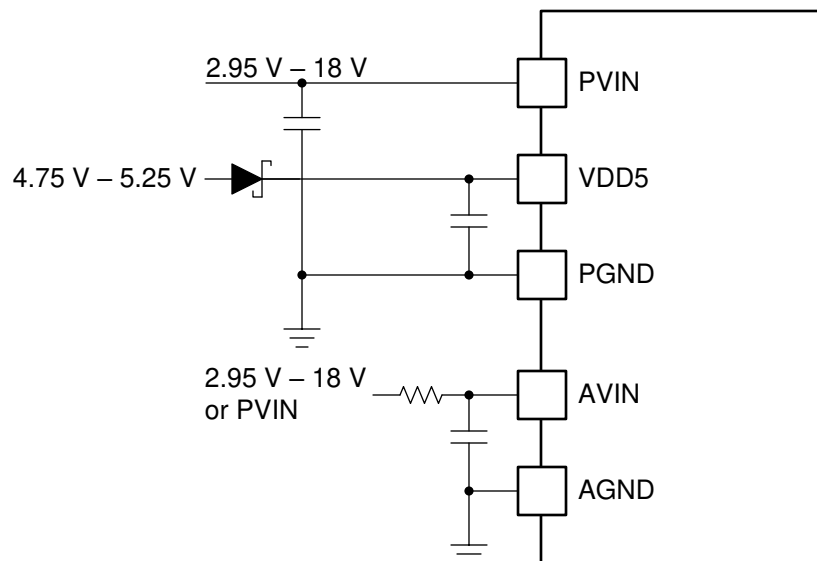 2.95 V – 18 V
PVIN
4.75 V – 5.25 V
VDD5
PGND
2.95 V – 18 V
or PVIN
AVIN
AGND